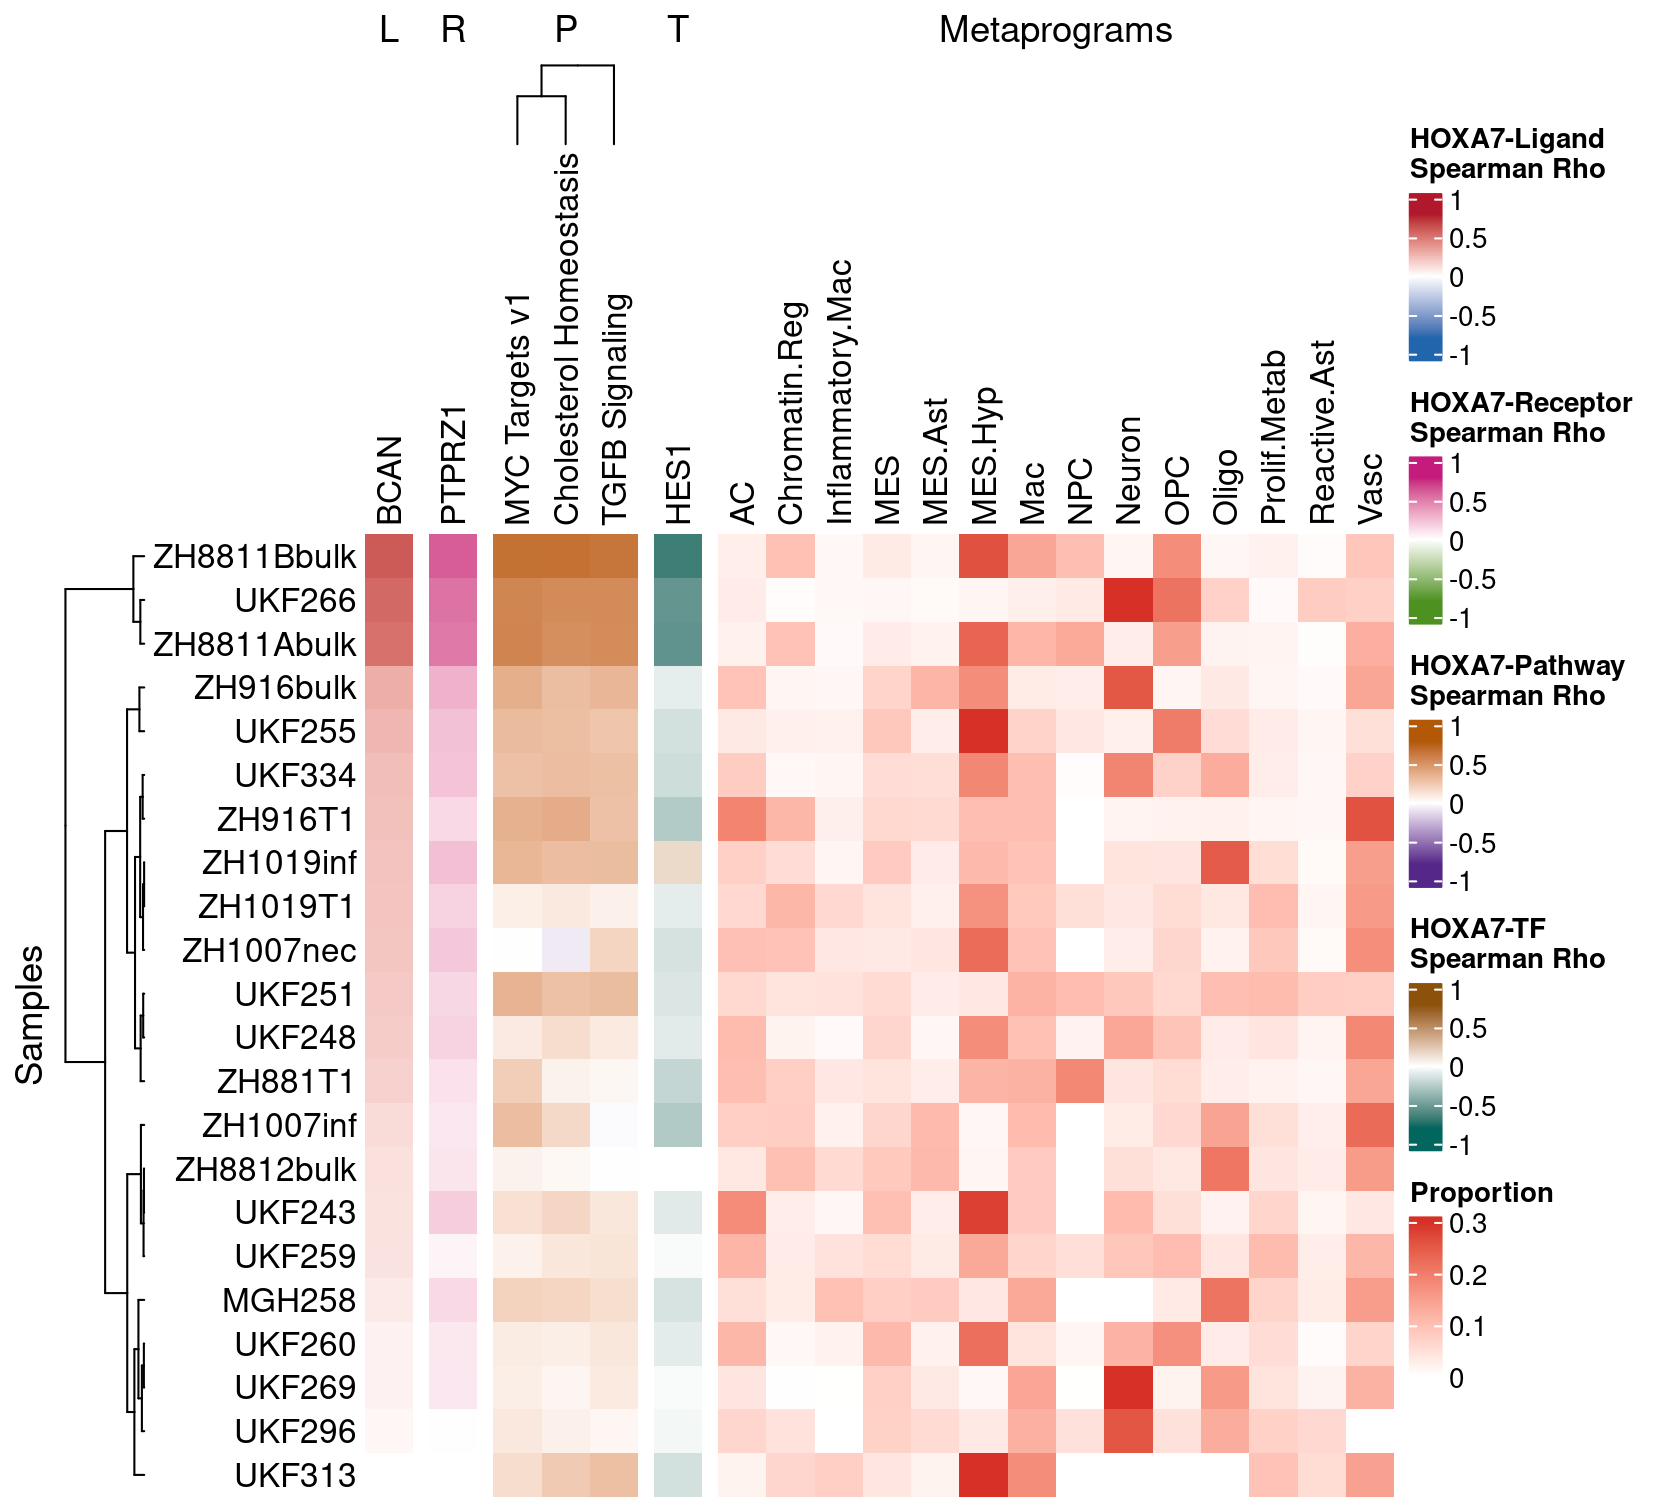 L R P T Metaprograms
BCAN
PTPRZ1
MYC Targets v1
Cholesterol Homeostasis
TGFB Signaling
HES1
AC
Chromatin.Reg
Inflammatory.Mac
MES
MES.Ast
MES.Hyp
Mac
NPC
Neuron
OPC
Oligo
Prolif.Metab
Reactive.Ast
Vasc
Samples
ZH8811Bbulk
UKF266
ZH8811Abulk
ZH916bulk
UKF255
UKF334
ZH916T1
ZH1019inf
ZH1019T1
ZH1007nec
UKF251
UKF248
ZH881T1
ZH1007inf
ZH8812bulk
UKF243
UKF259
MGH258
UKF260
UKF269
UKF296
UKF313
HOXA7-Ligand
Spearman Rho
1
0.5
0
-0.5
-1
HOXA7-Receptor
Spearman Rho
1
0.5
0
-0.5
-1
HOXA7-Pathway
Spearman Rho
1
0.5
0
-0.5
-1
HOXA7-TF
Spearman Rho
1
0.5
0
-0.5
-1
Proportion
0.3
0.2
0.1
0